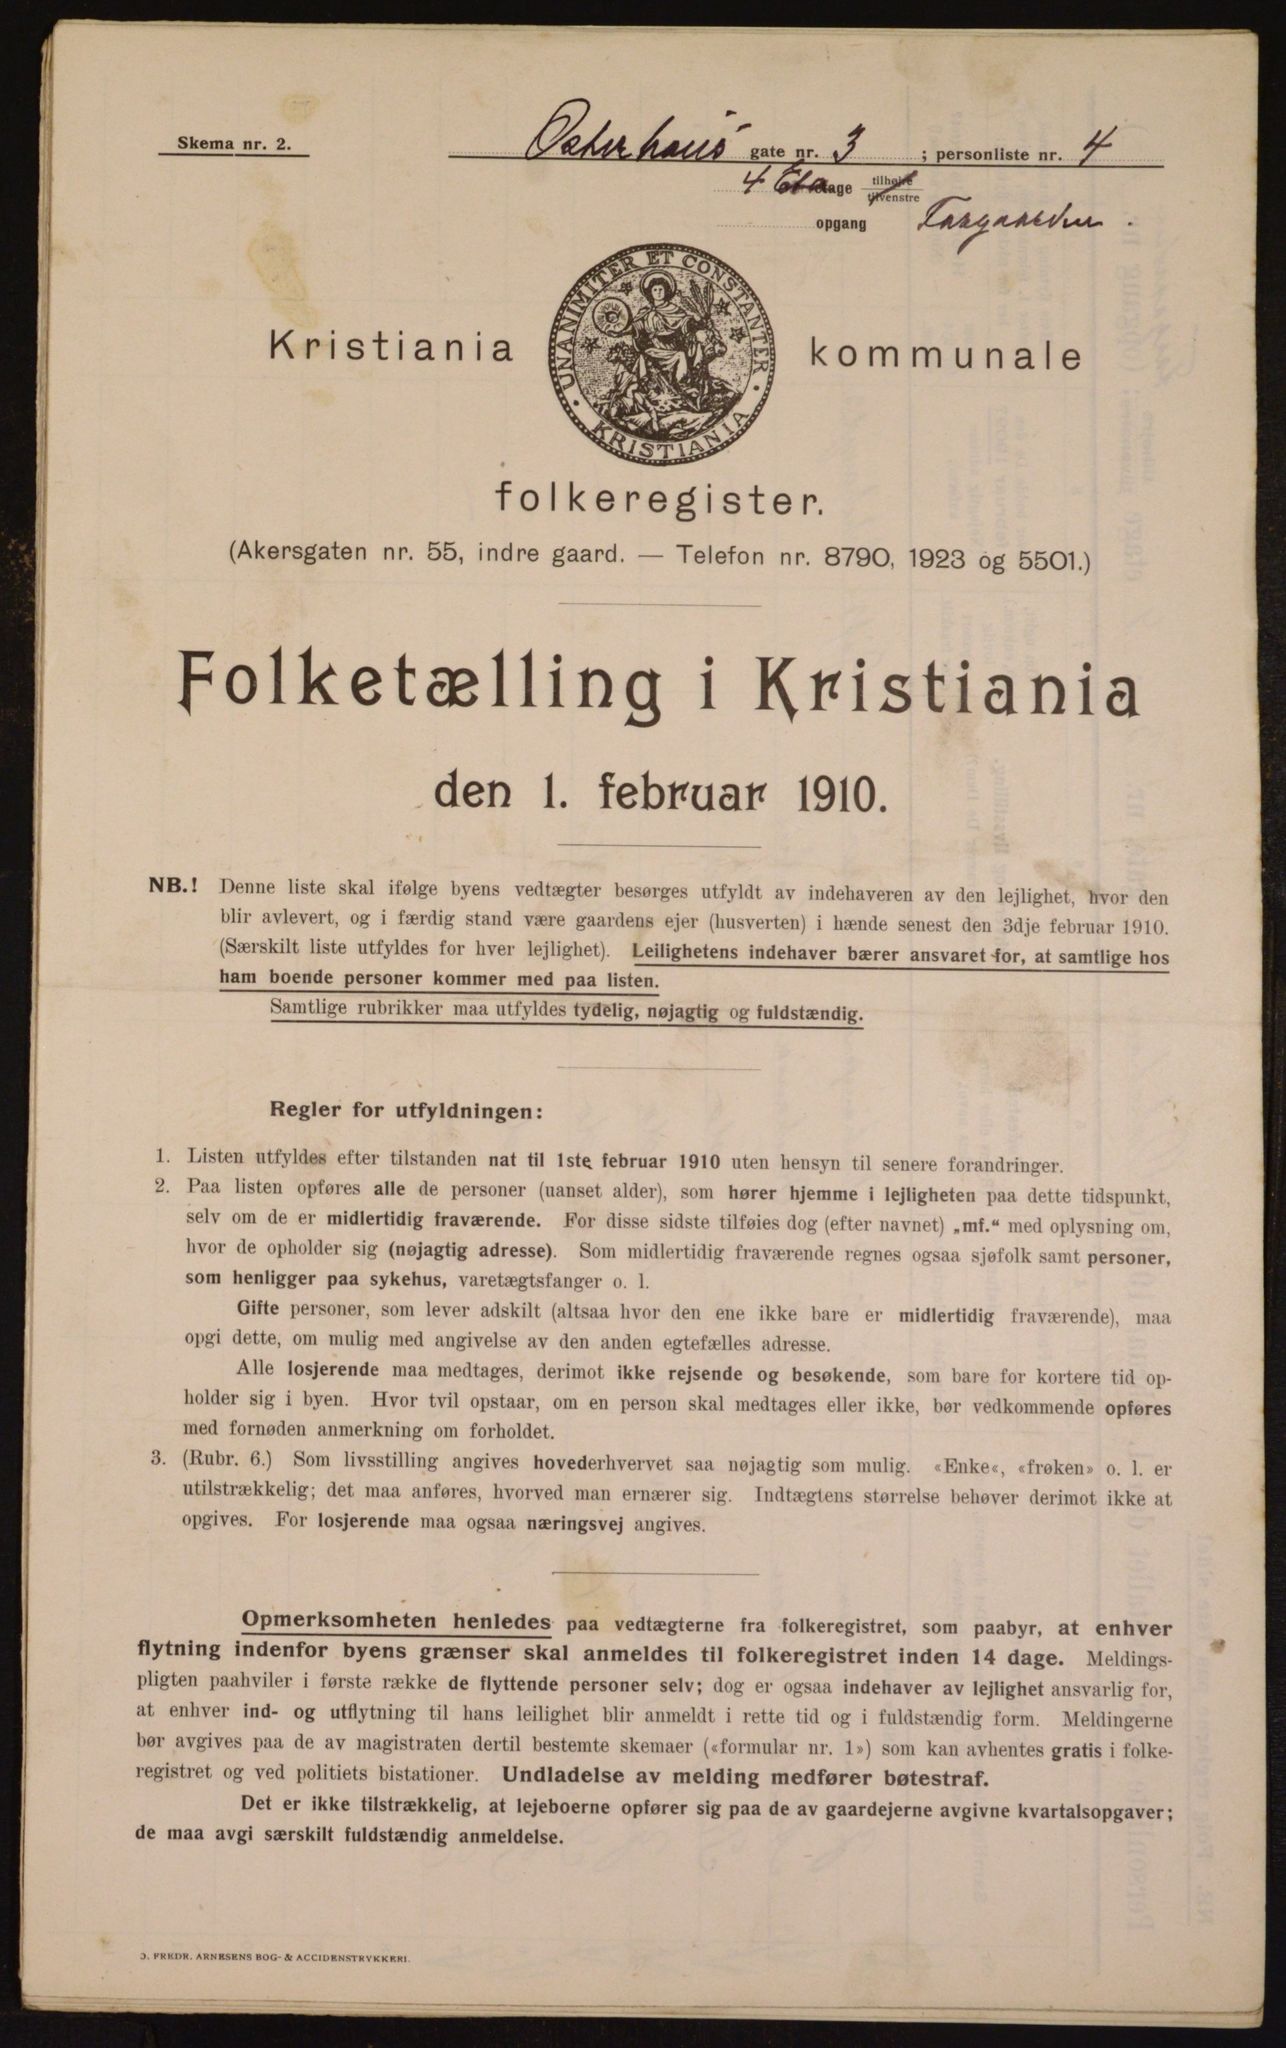 Skema nr. 2.
Osterhaus gate nr. 3 ; personliste nr. 4
4 Eta etage tilhøire
tilvenstre
opgang Forgaarden.
UNANIMITER ET CONSTANTER
KRISTIANIA
Kristiania kommunale
folkeregister.
(Akersgaten nr. 55, indre gaard. — Telefon nr. 8790, 1923 og 5501.)
Folketælling i Kristiania
den 1. februar 1910.
NB.! Denne liste skal ifølge byens vedtægter besørges utfyldt av indehaveren av den lejlighet, hvor den
blir avlevert, og i færdig stand være gaardens ejer (husverten) i hænde senest den 3dje februar 1910.
(Særskilt liste utfyldes for hver lejlighet). Leilighetens indehaver bærer ansvaret for, at samtlige hos
ham boende personer kommer med paa listen.
Samtlige rubrikker maa utfyldes tydelig, nøjagtig og fuldstændig.
Regler for utfyldningen:
1. Listen utfyldes efter tilstanden nat til 1ste februar 1910 uten hensyn til senere forandringer.
2. Paa listen opføres alle de personer (uanset alder), som hører hjemme i lejligheten paa dette tidspunkt,
selv om de er midlertidig fraværende. For disse sidste tilføies dog (efter navnet) „mf.“ med oplysning om,
hvor de opholder sig (nøjagtig adresse). Som midlertidig fraværende regnes ogsaa sjøfolk samt personer,
som henligger paa sykehus, varetægtsfanger o. l.
Gifte personer, som lever adskilt (altsaa hvor den ene ikke bare er midlertidig fraværende), maa
opgi dette, om mulig med angivelse av den anden egtefælles adresse.
Alle losjerende maa medtages, derimot ikke rejsende og besøkende, som bare for kortere tid op-
holder sig i byen. Hvor tvil opstaar, om en person skal medtages eller ikke, bør vedkommende opføres
med fornøden anmerkning om forholdet.
3. (Rubr. 6.) Som livsstilling angives hovederhvervet saa nøjagtig som mulig. «Enke«, «frøken» o. l. er
utilstrækkelig; det maa anføres, hvorved man ernærer sig. Indtægtens størrelse behøver derimot ikke at
opgives. For losjerende maa ogsaa næringsvej angives.
Opmerksomheten henledes paa vedtægterne fra folkeregistret, som paabyr, at enhver
flytning indenfor byens grænser skal anmeldes til folkeregistret inden 14 dage. Meldings-
pligten paahviler i første række de flyttende personer selv; dog er ogsaa indehaver av lejlighet ansvarlig for,
at enhver ind- og utflytning til hans leilighet blir anmeldt i rette tid og i fuldstændig form. Meldingerne
bør avgives paa de av magistraten dertil bestemte skemaer («formular nr. 1») som kan avhentes gratis i folke-
registret og ved politiets bistationer. Undladelse av melding medfører bøtestraf.
Det er ikke tilstrækkelig, at lejeboerne opfører sig paa de av gaardejerne avgivne kvartalsopgaver;
de maa avgi særskilt fuldstændig anmeldelse.
O. FREDR. ARNESENS BOG- & ACCIDENSTRYKKERI.